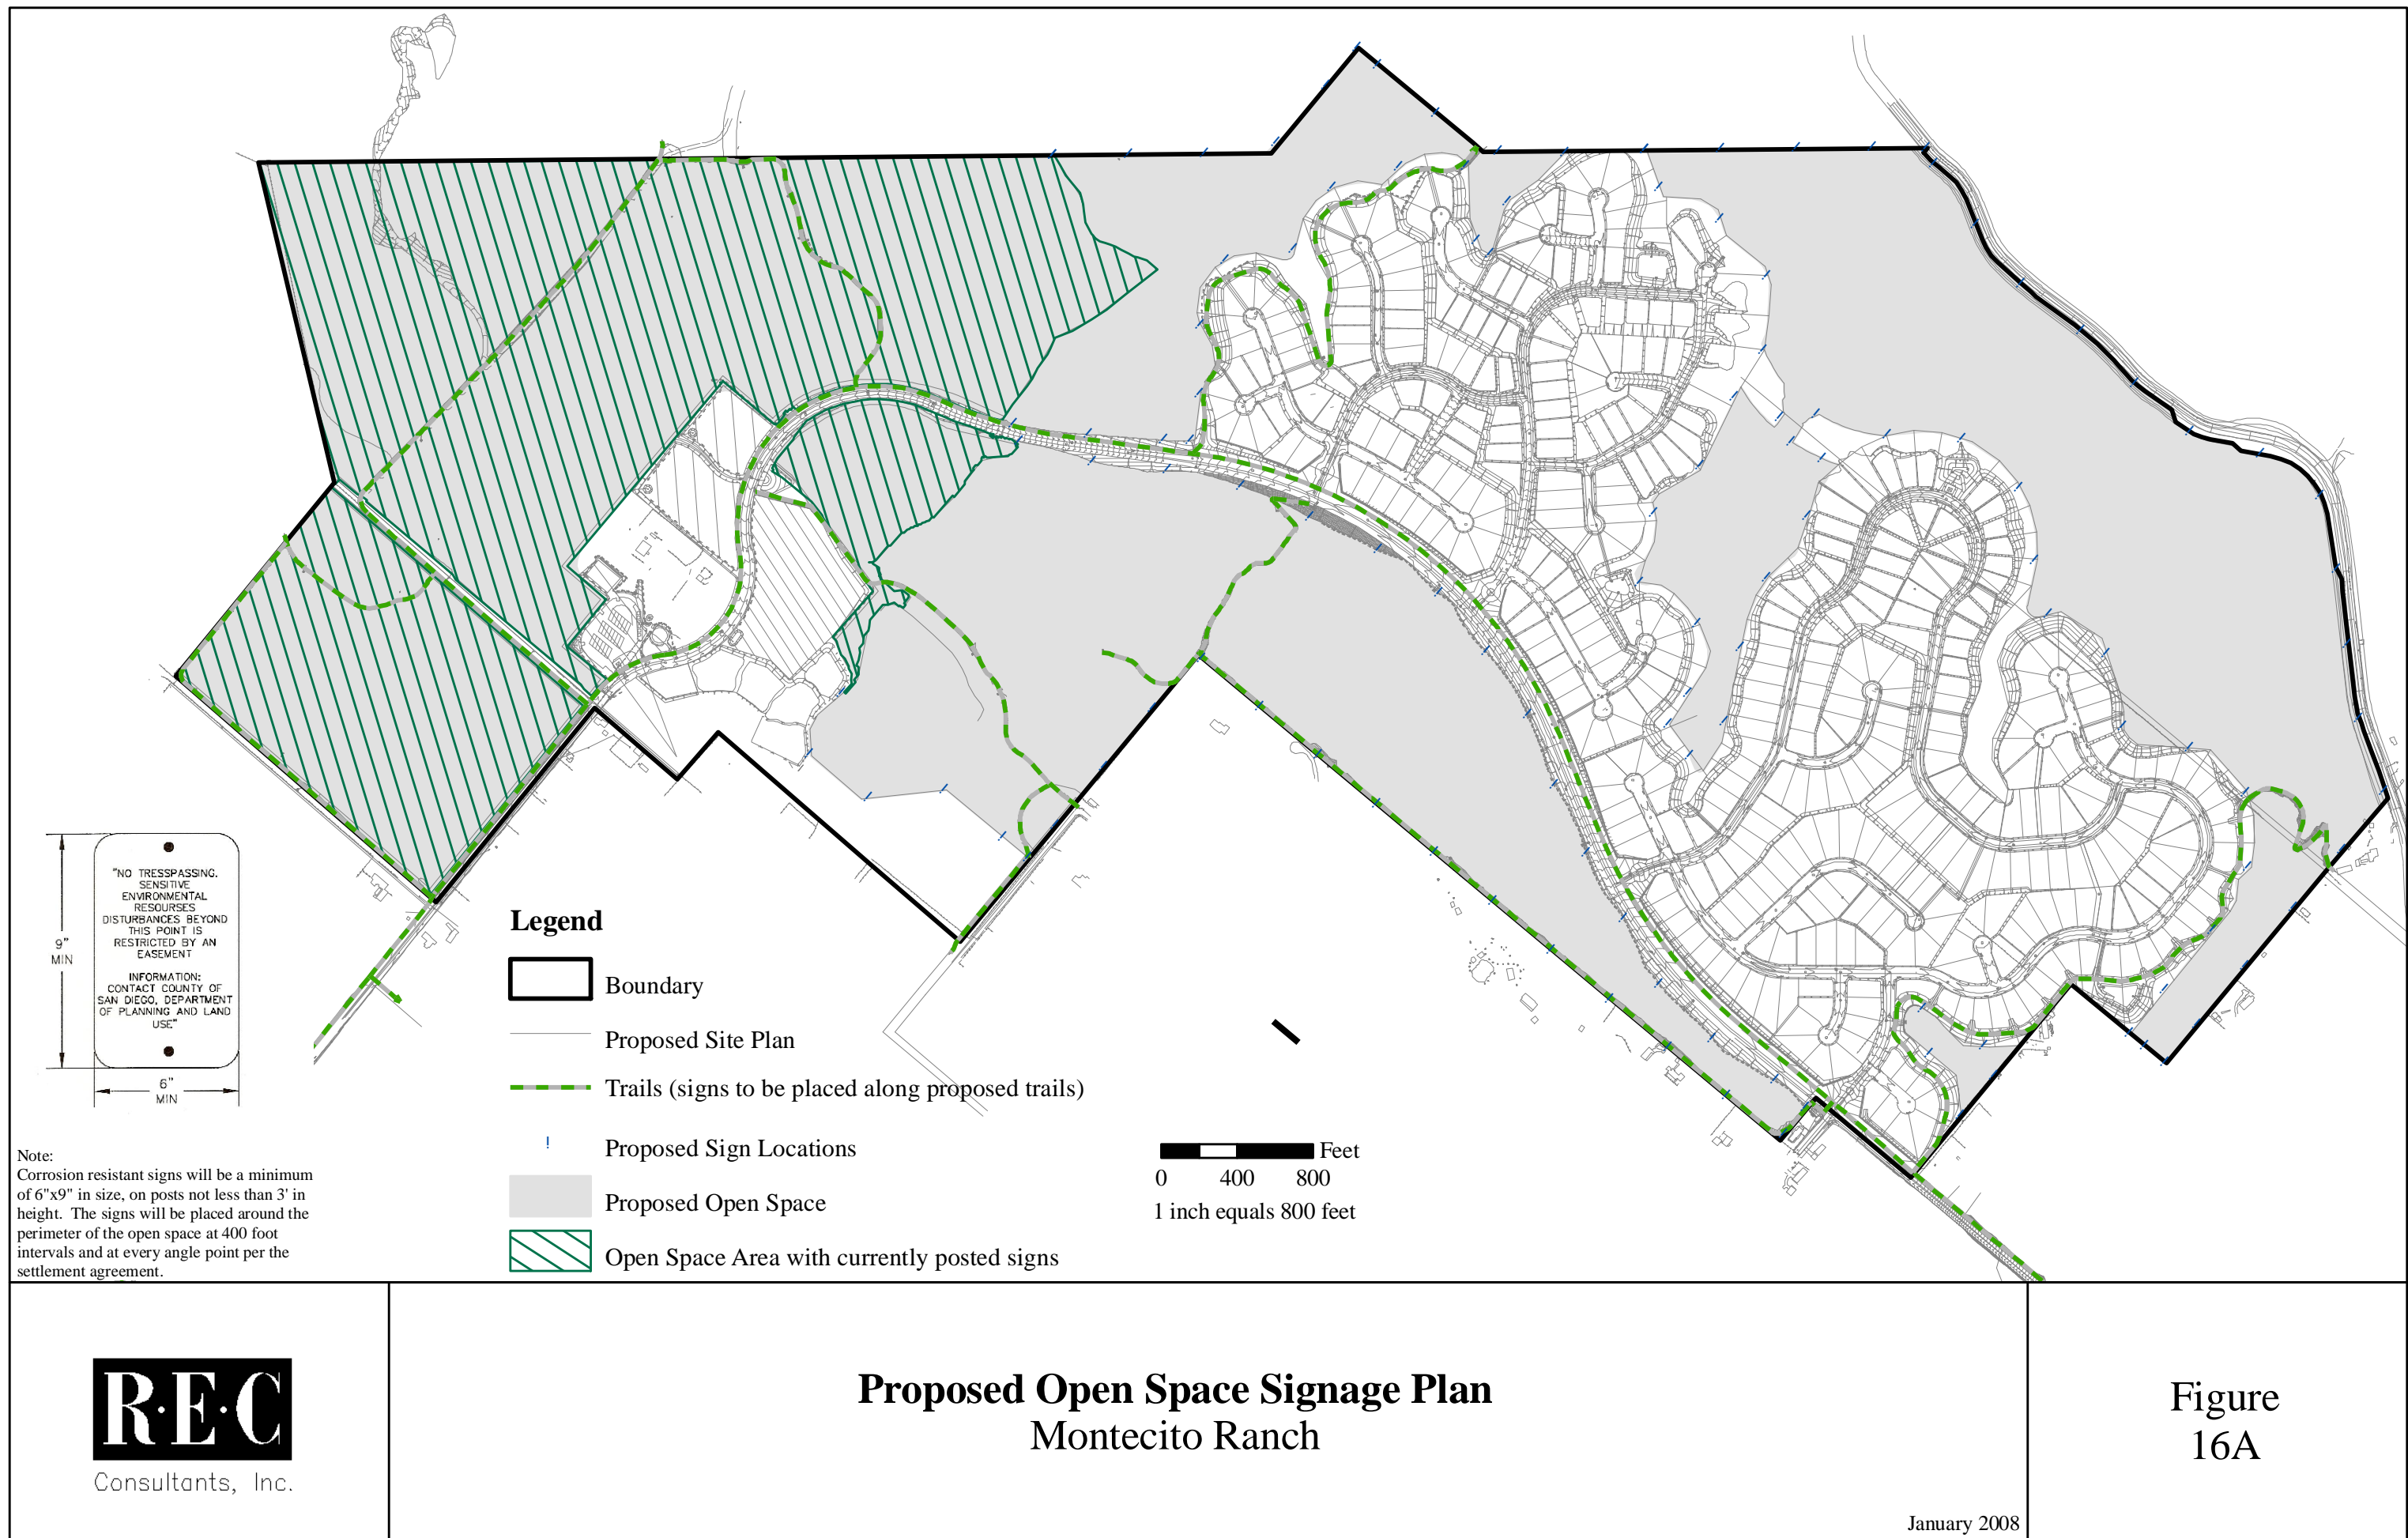 "NO TRESSPASSING.
SENSITIVE
ENVIRONMENTAL
RESOURSES
DISTURBANCES BEYOND
THIS POINT IS
RESTRICTED BY AN
EASEMENT
INFORMATION:
CONTACT COUNTY OF
SAN DIEGO, DEPARTMENT
OF PLANNING AND LAND
USE"
9"
MIN
6"
MIN
Note:
Corrosion resistant signs will be a minimum
of 6"x9" in size, on posts not less than 3' in
height. The signs will be placed around the
perimeter of the open space at 400 foot
intervals and at every angle point per the
settlement agreement.
Legend
Boundary
Proposed Site Plan
Trails (signs to be placed along proposed trails)
Proposed Sign Locations
Proposed Open Space
Open Space Area with currently posted signs
Feet
0 400 800
1 inch equals 800 feet
R·E·C
Consultants, Inc.
Proposed Open Space Signage Plan
Montecito Ranch
January 2008
Figure
16A